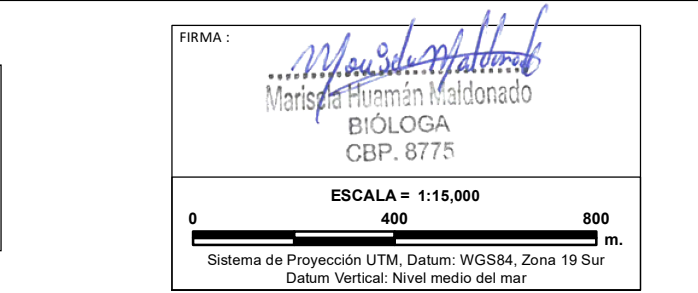 FIRMA :
Marisela Huamán Maldonado
BIÓLOGA
CBP. 8775
ESCALA = 1:15,000
0 400 800
m.
Sistema de Proyección UTM, Datum: WGS84, Zona 19 Sur
Datum Vertical: Nivel medio del mar